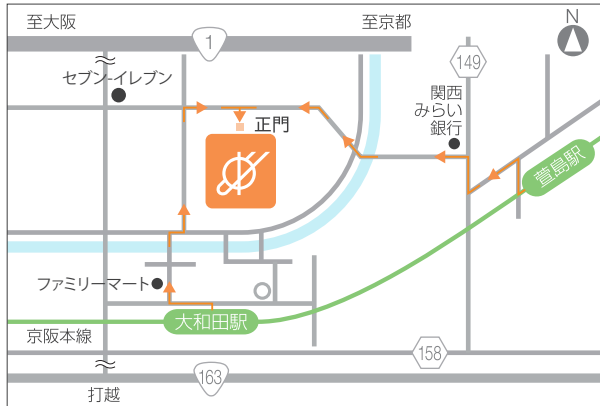 至大阪
至京都
N
1
149
セブン-イレブン
関西
みらい
銀行
正門
萱島駅
ファミリーマート
大和田駅
京阪本線
158
163
打越